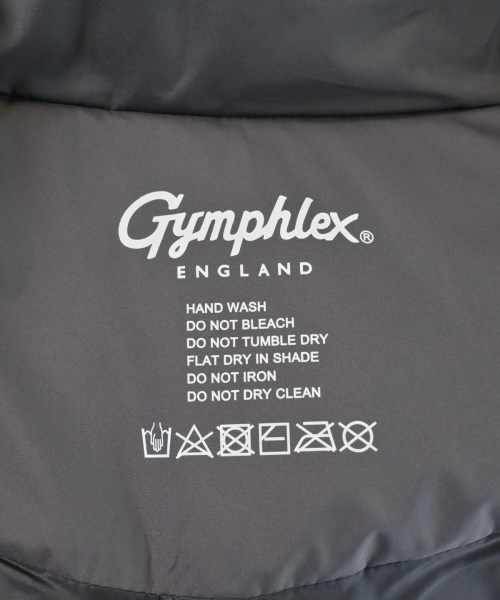 Gymphlex®
ENGLAND
HAND WASH
DO NOT BLEACH
DO NOT TUMBLE DRY
FLAT DRY IN SHADE
DO NOT IRON
DO NOT DRY CLEAN